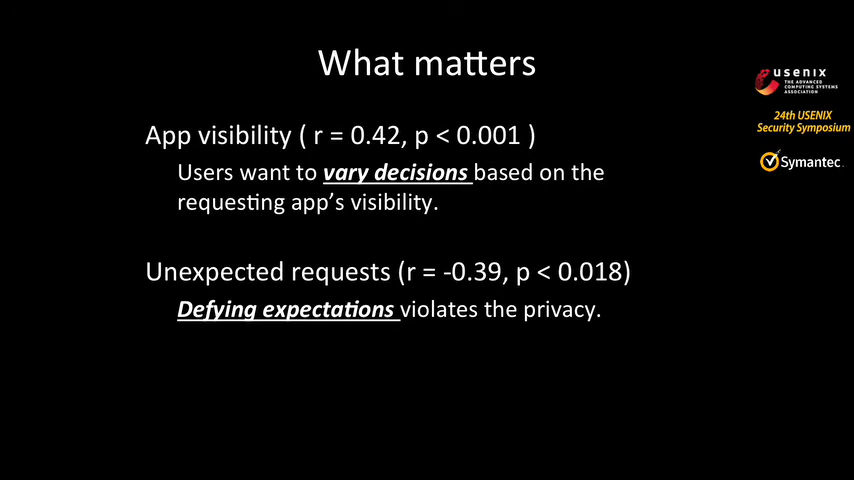 What matters
App visibility ( r = 0.42, p < 0.001 )
Users want to vary decisions based on the
requesting app's visibility.
Unexpected requests (r = -0.39, p < 0.018)
Defying expectations violates the privacy.
usenix
THE ADVANCED
COMPUTING SYSTEMS
ASSOCIATION
24th USENIX
Security Symposium
Symantec.